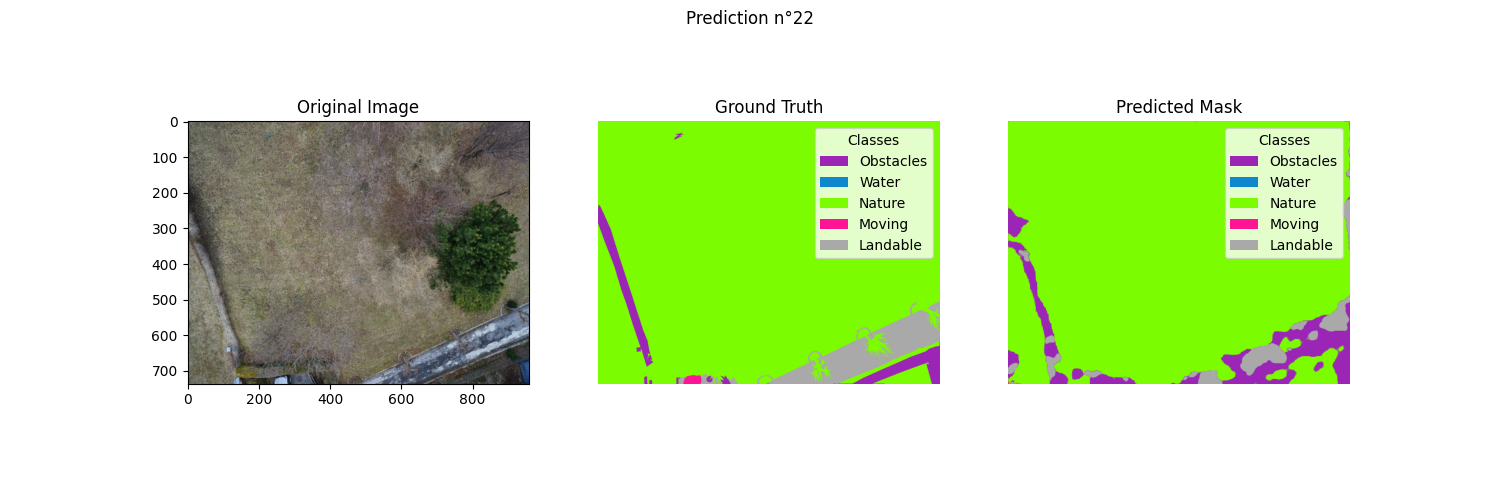 Prediction n°22
Original Image
0
100
200
300
400
500
600
700
0
200
400
600
800
Ground Truth
Classes
Obstacles
Water
Nature
Moving
Landable
Predicted Mask
Classes
Obstacles
Water
Nature
Moving
Landable